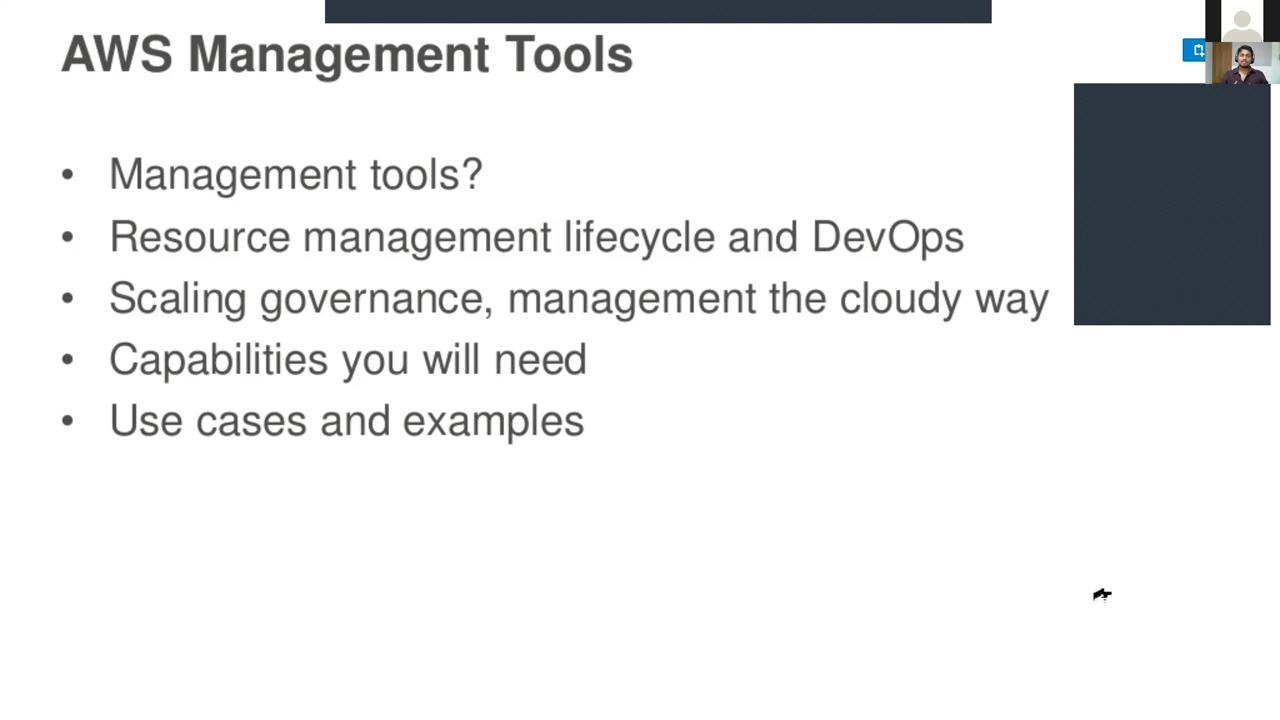 AWS Management Tools
• Management tools?
• Resource management lifecycle and DevOps
• Scaling governance, management the cloudy way
• Capabilities you will need
• Use cases and examples